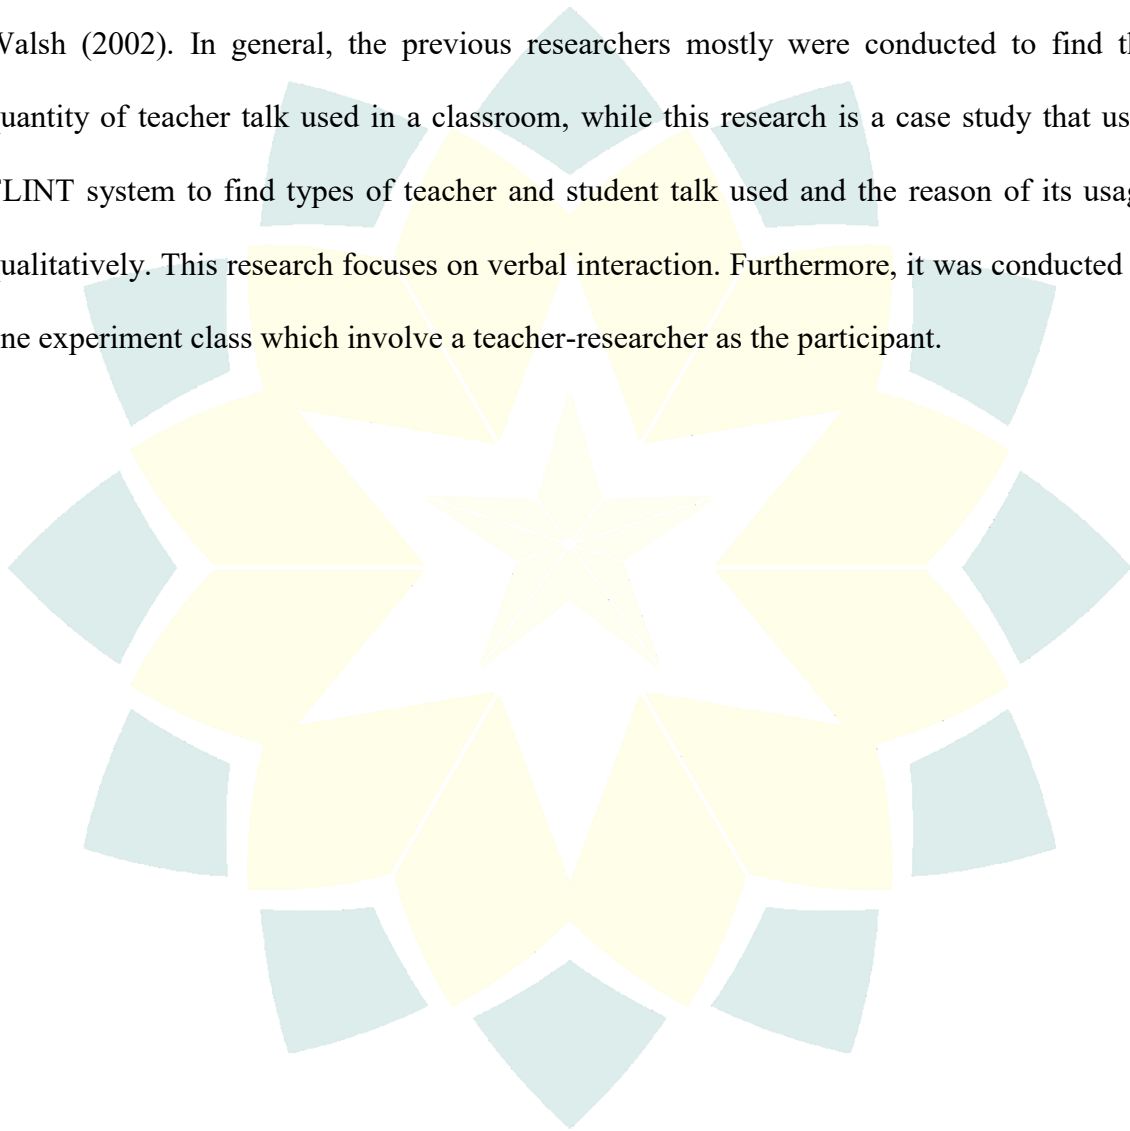 Walsh (2002). In general, the previous researchers mostly were conducted to find th
uantity of teacher talk used in a classroom, while this research is a case study that us
FLINT system to find types of teacher and student talk used and the reason of its usag
ualitatively. This research focuses on verbal interaction. Furthermore, it was conducted
ne experiment class which involve a teacher-researcher as the participant.